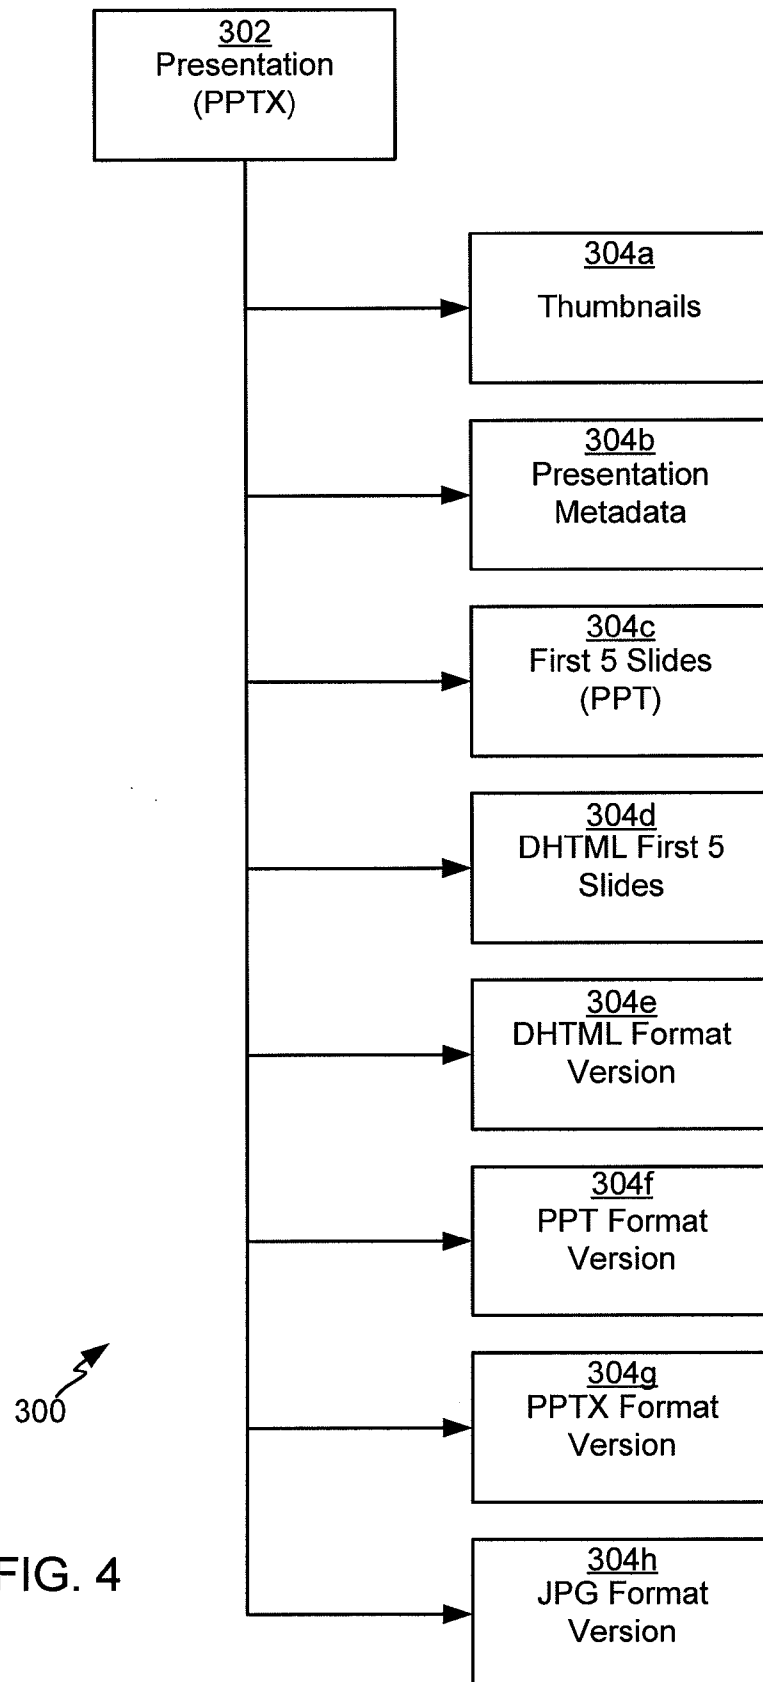 302
Presentation
(PPTX)
304a
Thumbnails
304b
Presentation
Metadata
304c
First 5 Slides
(PPT)
304d
DHTML First 5
Slides
304e
DHTML Format
Version
304f
PPT Format
Version
304g
PPTX Format
Version
300
304h
JPG Format
Version
FIG. 4